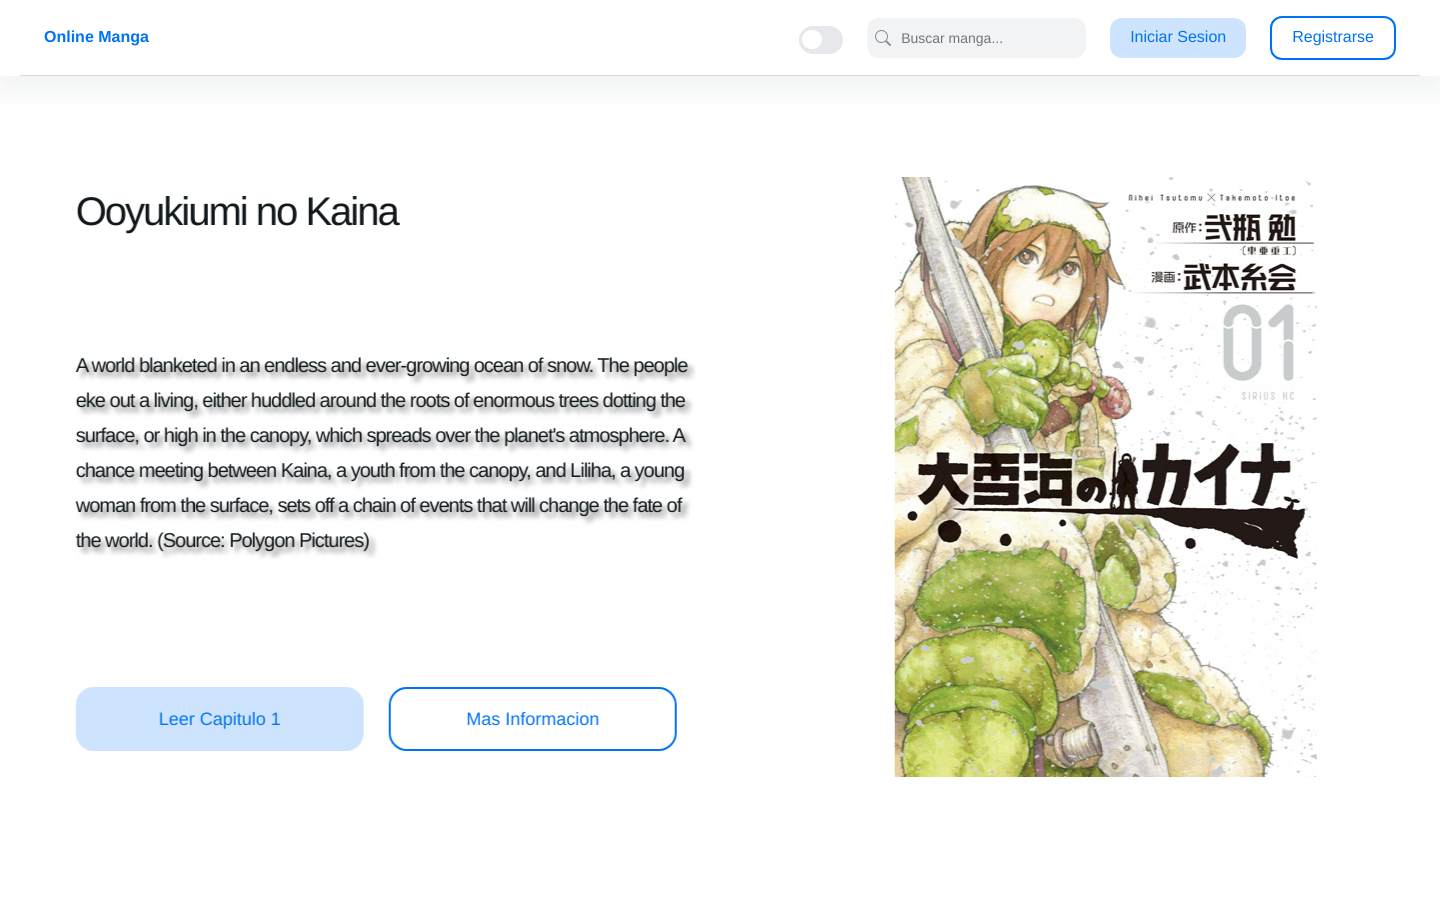 Online Manga
Buscar manga...
Iniciar Sesion
Registrarse
Ooyukiumi no Kaina
A world blanketed in an endless and ever-growing ocean of snow. The people
eke out a living, either huddled around the roots of enormous trees dotting the
surface, or high in the canopy, which spreads over the planet's atmosphere. A
chance meeting between Kaina, a youth from the canopy, and Liliha, a young
woman from the surface, sets off a chain of events that will change the fate of
the world. (Source: Polygon Pictures)
Leer Capitulo 1
Mas Informacion
Nihei Tsutomu × Takemoto Itoe
原作:弐瓶 勉
〔東亜重工〕
漫画:武本糸会
01
SIRIUS KC
大雪海のカイナ